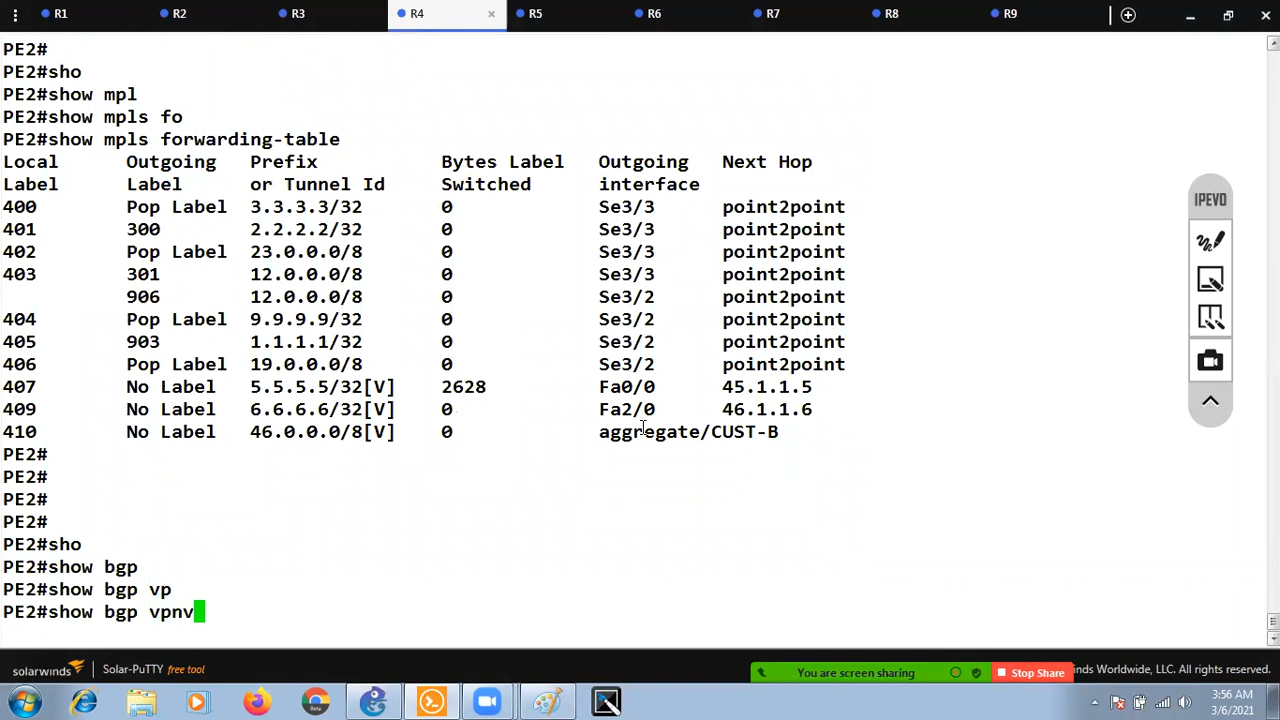 R1 R2 R3 R4 × R5 R6 R7 R8 R9
PE2#
PE2#sho
PE2#show mpl
PE2#show mpls fo
PE2#show mpls forwarding-table
Local Outgoing Prefix Bytes Label Outgoing Next Hop
Label Label or Tunnel Id Switched interface
400 Pop Label 3.3.3.3/32 0 Se3/3 point2point
401 300 2.2.2.2/32 0 Se3/3 point2point
402 Pop Label 23.0.0.0/8 0 Se3/3 point2point
403 301 12.0.0.0/8 0 Se3/3 point2point
906 12.0.0.0/8 0 Se3/2 point2point
404 Pop Label 9.9.9.9/32 0 Se3/2 point2point
405 903 1.1.1.1/32 0 Se3/2 point2point
406 Pop Label 19.0.0.0/8 0 Se3/2 point2point
407 No Label 5.5.5.5/32[V] 2628 Fa0/0 45.1.1.5
409 No Label 6.6.6.6/32[V] 0 Fa2/0 46.1.1.6
410 No Label 46.0.0.0/8[V] 0 aggregate/CUST-B
PE2#
PE2#
PE2#
PE2#
PE2#sho
PE2#show bgp
PE2#show bgp vp
PE2#show bgp vpnv
IPEVO
solarwinds Solar-PuTTY free tool
You are screen sharing Stop Share
nds Worldwide, LLC. All rights reserved.
Beta
3:56 AM
3/6/2021